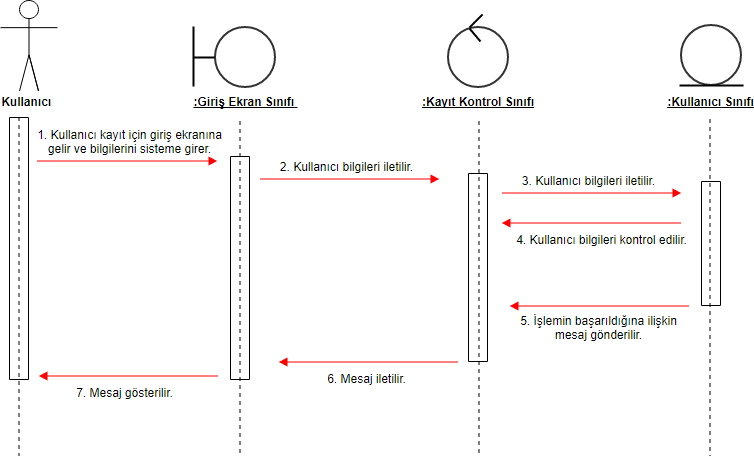 Kullanıcı
:Giriş Ekran Sınıfı
:Kayıt Kontrol Sınıfı
:Kullanıcı Sınıfı
1. Kullanıcı kayıt için giriş ekranına
gelir ve bilgilerini sisteme girer.
2. Kullanıcı bilgileri iletilir.
3. Kullanıcı bilgileri iletilir.
4. Kullanıcı bilgileri kontrol edilir.
5. İşlemin başarıldığına ilişkin
mesaj gönderilir.
6. Mesaj iletilir.
7. Mesaj gösterilir.